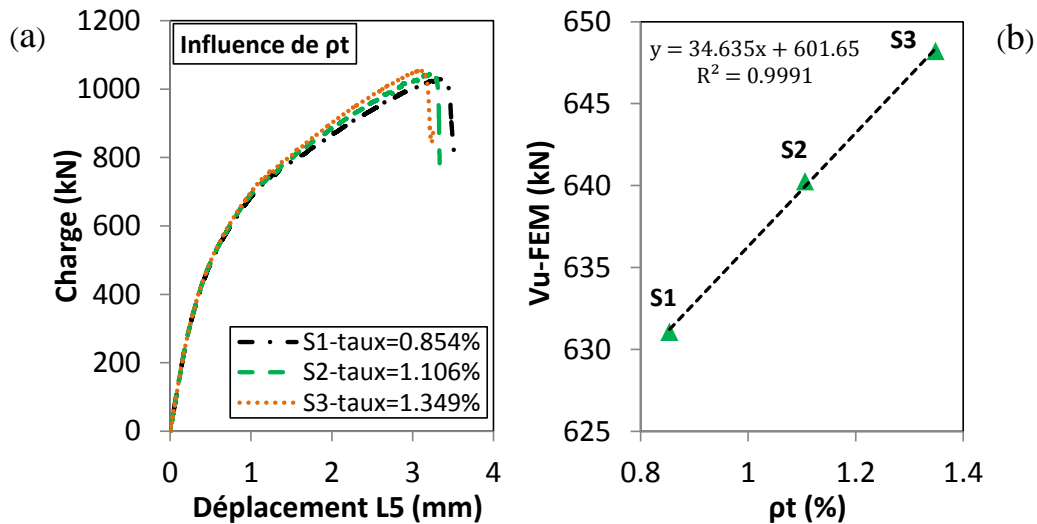 (a)
1200
1000
800
600
400
200
0
Charge (kN)
Influence de ρt
S1-taux=0.854%
S2-taux=1.106%
S3-taux=1.349%
0 1 2 3 4
Déplacement L5 (mm)
(b)
650
645
640
635
630
625
Vu-FEM (kN)
y = 34.635x + 601.65
R² = 0.9991
S3
S2
S1
0.8 1 1.2 1.4
ρt (%)